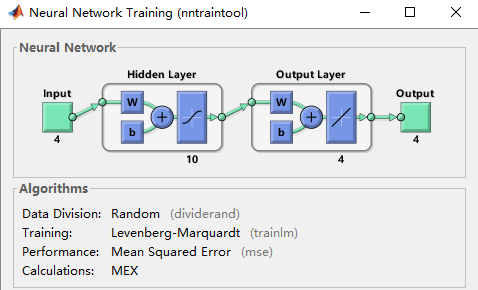 Neural Network Training (nntraintool)
Neural Network
Hidden Layer
Output Layer
Input
Output
W
b
+
W
b
+
4
10
4
4
Algorithms
Data Division: Random (dividerand)
Training: Levenberg-Marquardt (trainlm)
Performance: Mean Squared Error (mse)
Calculations: MEX